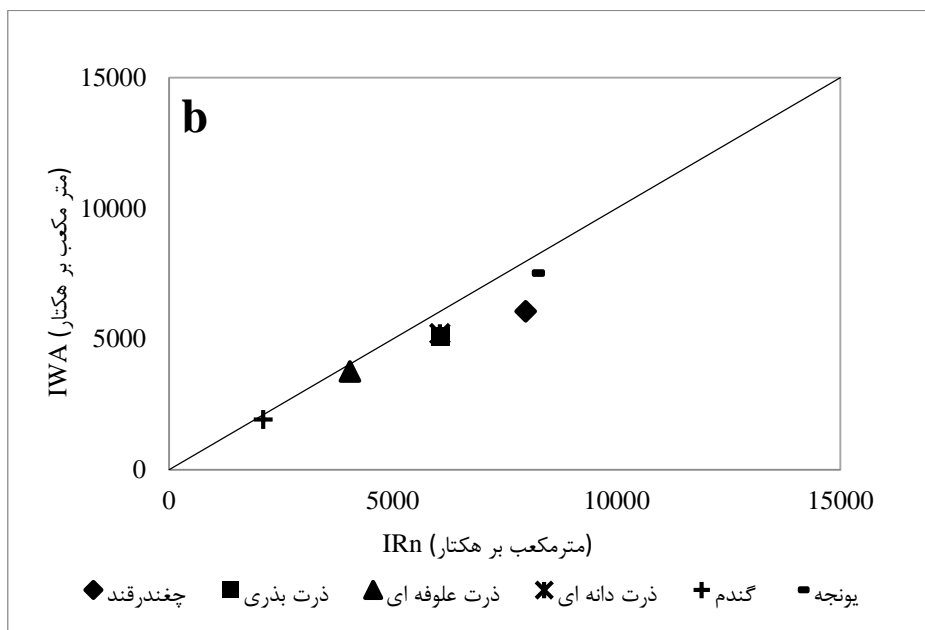 b
15000
10000
5000
0
IWA (متر مکعب بر هکتار)
0 5000 10000 15000
IRn (مترمکعب بر هکتار)
چغندرقند ذرت بذری ذرت علوفه ای ذرت دانه ای گندم یونجه